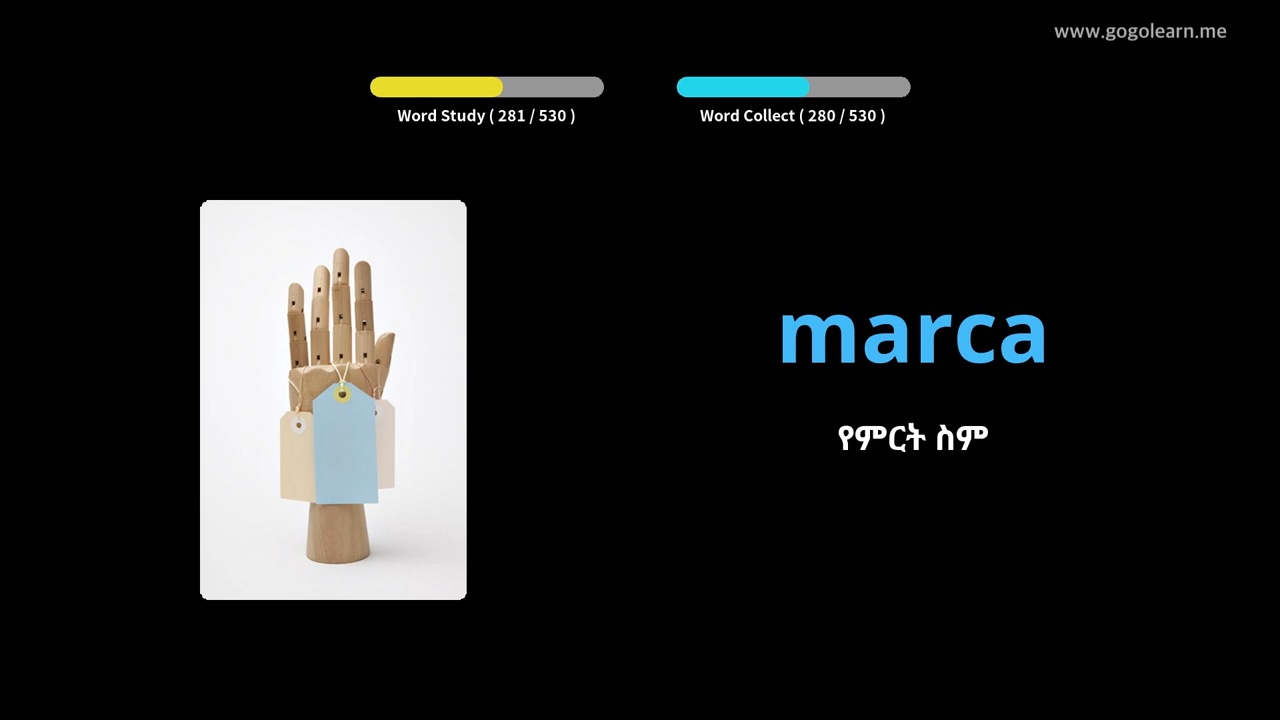 www.gogolearn.me
Word Study ( 281 / 530 )
Word Collect ( 280 / 530 )
marca
የምርት ስም